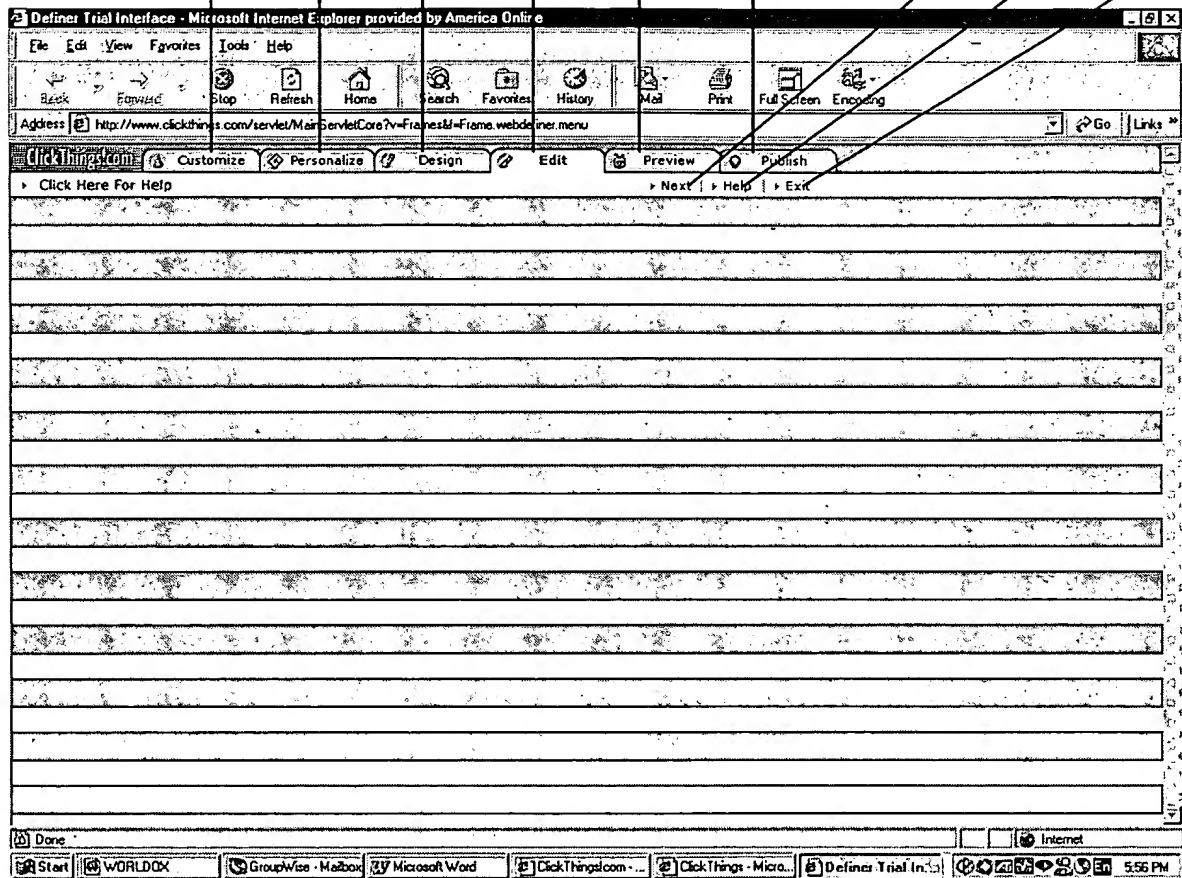 Definer Trial Interface - Microsoft Internet Explorer provided by America Online
File Edit View Favorites Tools Help
Back Forward Stop Refresh Home Search Favorites History Mail Print Full Screen Encoding
Address http://www.clickthings.com/servlet/MainServletCore?v=Frames&l=Frame.webdefiner.menu Go Links »
ClickThings.com Customize Personalize Design Edit Preview Publish
Click Here For Help Next | Help | Exit
Done Internet
Start WORLDOX GroupWise - Mailbox Microsoft Word ClickThings!com - ... ClickThings - Micro... Definer Trial In... En 5:56 PM